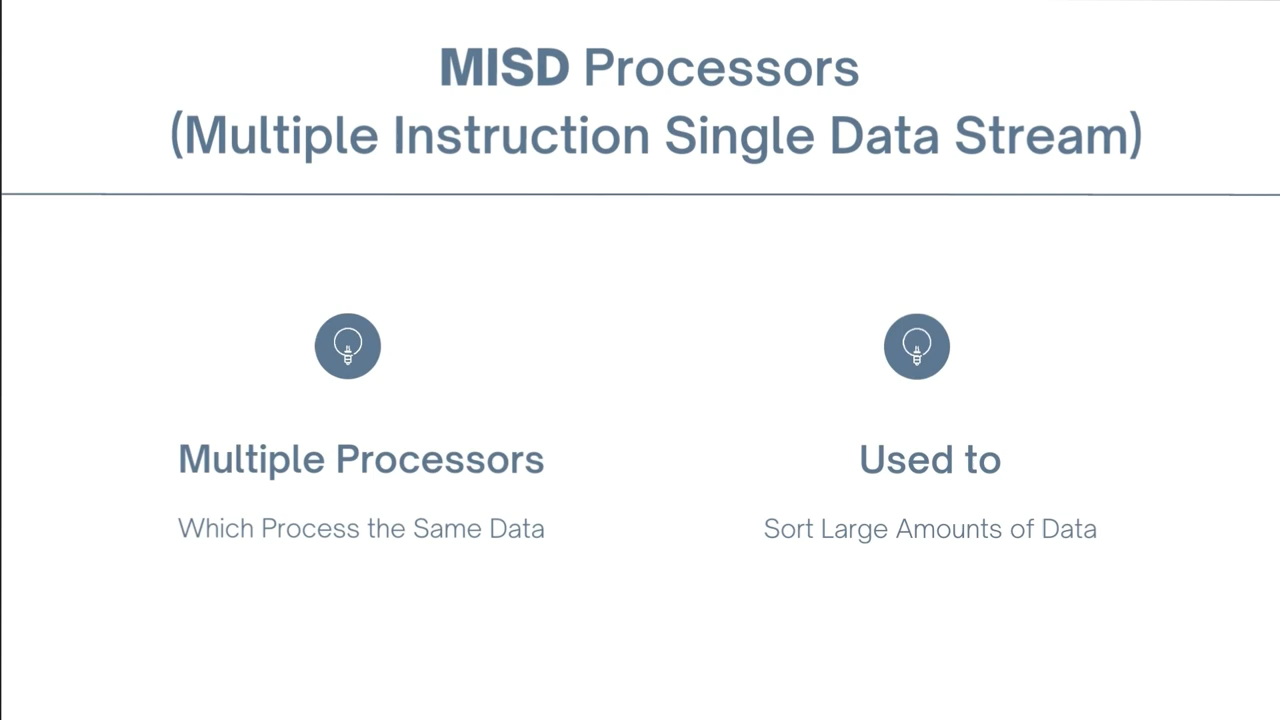 MISD Processors
(Multiple Instruction Single Data Stream)
Multiple Processors
Which Process the Same Data
Used to
Sort Large Amounts of Data